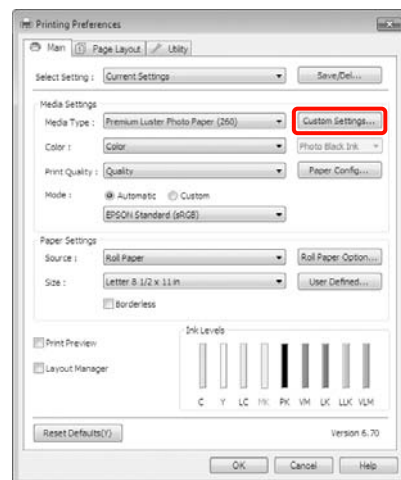 Printing Preferences
Main Page Layout Utility
Select Setting : Current Settings Save/Del...
Media Settings
Media Type : Premium Luster Photo Paper (260) Custom Settings...
Color : Color Photo Black Ink
Print Quality : Quality Paper Config...
Mode : Automatic Custom
EPSON Standard (sRGB)
Paper Settings
Source : Roll Paper Roll Paper Option...
Size : Letter 8 1/2 x 11 in User Defined...
Borderless
Print Preview
Layout Manager
Ink Levels
C Y LC MK PK VM LK LLK VLM
Reset Defaults(Y) Version 6.70
OK Cancel Help